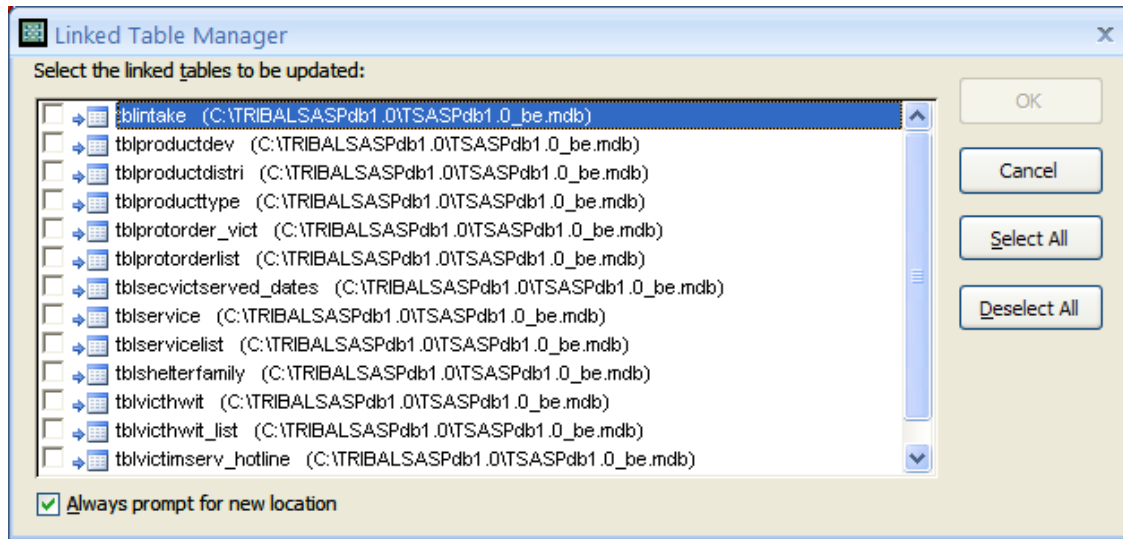 Linked Table Manager
Select the linked tables to be updated:
tblintake (C:\TRIBALSASPdb1.0\TSASPdb1.0_be.mdb)
tblproductdev (C:\TRIBALSASPdb1.0\TSASPdb1.0_be.mdb)
tblproductdistri (C:\TRIBALSASPdb1.0\TSASPdb1.0_be.mdb)
tblproducttype (C:\TRIBALSASPdb1.0\TSASPdb1.0_be.mdb)
tblprotorder_vict (C:\TRIBALSASPdb1.0\TSASPdb1.0_be.mdb)
tblprotorderlist (C:\TRIBALSASPdb1.0\TSASPdb1.0_be.mdb)
tblsecvictserved_dates (C:\TRIBALSASPdb1.0\TSASPdb1.0_be.mdb)
tblservice (C:\TRIBALSASPdb1.0\TSASPdb1.0_be.mdb)
tblservicelist (C:\TRIBALSASPdb1.0\TSASPdb1.0_be.mdb)
tblshelterfamily (C:\TRIBALSASPdb1.0\TSASPdb1.0_be.mdb)
tblvicthwit (C:\TRIBALSASPdb1.0\TSASPdb1.0_be.mdb)
tblvicthwit_list (C:\TRIBALSASPdb1.0\TSASPdb1.0_be.mdb)
tblvictimserv_hotline (C:\TRIBALSASPdb1.0\TSASPdb1.0_be.mdb)
Always prompt for new location
OK
Cancel
Select All
Deselect All